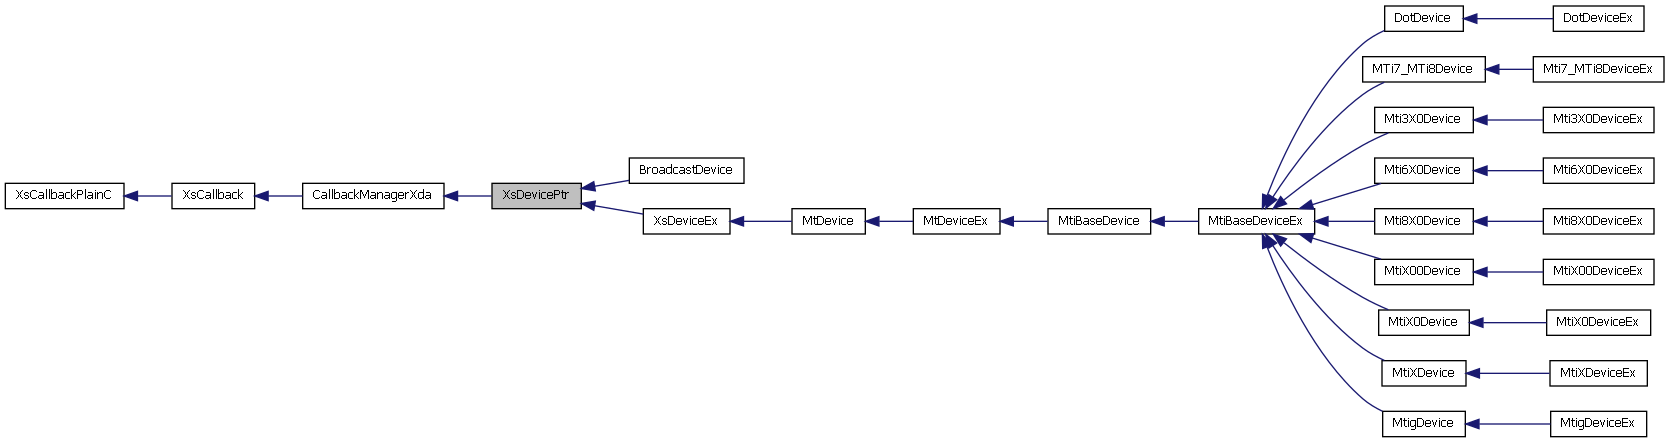 DotDevice
DotDeviceEx
MTi7_MTi8Device
Mti7_MTi8DeviceEx
Mti3X0Device
Mti3X0DeviceEx
BroadcastDevice
Mti6X0Device
Mti6X0DeviceEx
XsCallbackPlainC
XsCallback
CallbackManagerXda
XsDevicePtr
XsDeviceEx
MtDevice
MtDeviceEx
MtiBaseDevice
MtiBaseDeviceEx
Mti8X0Device
Mti8X0DeviceEx
MtiX00Device
MtiX00DeviceEx
MtiX0Device
MtiX0DeviceEx
MtiXDevice
MtiXDeviceEx
MtigDevice
MtigDeviceEx